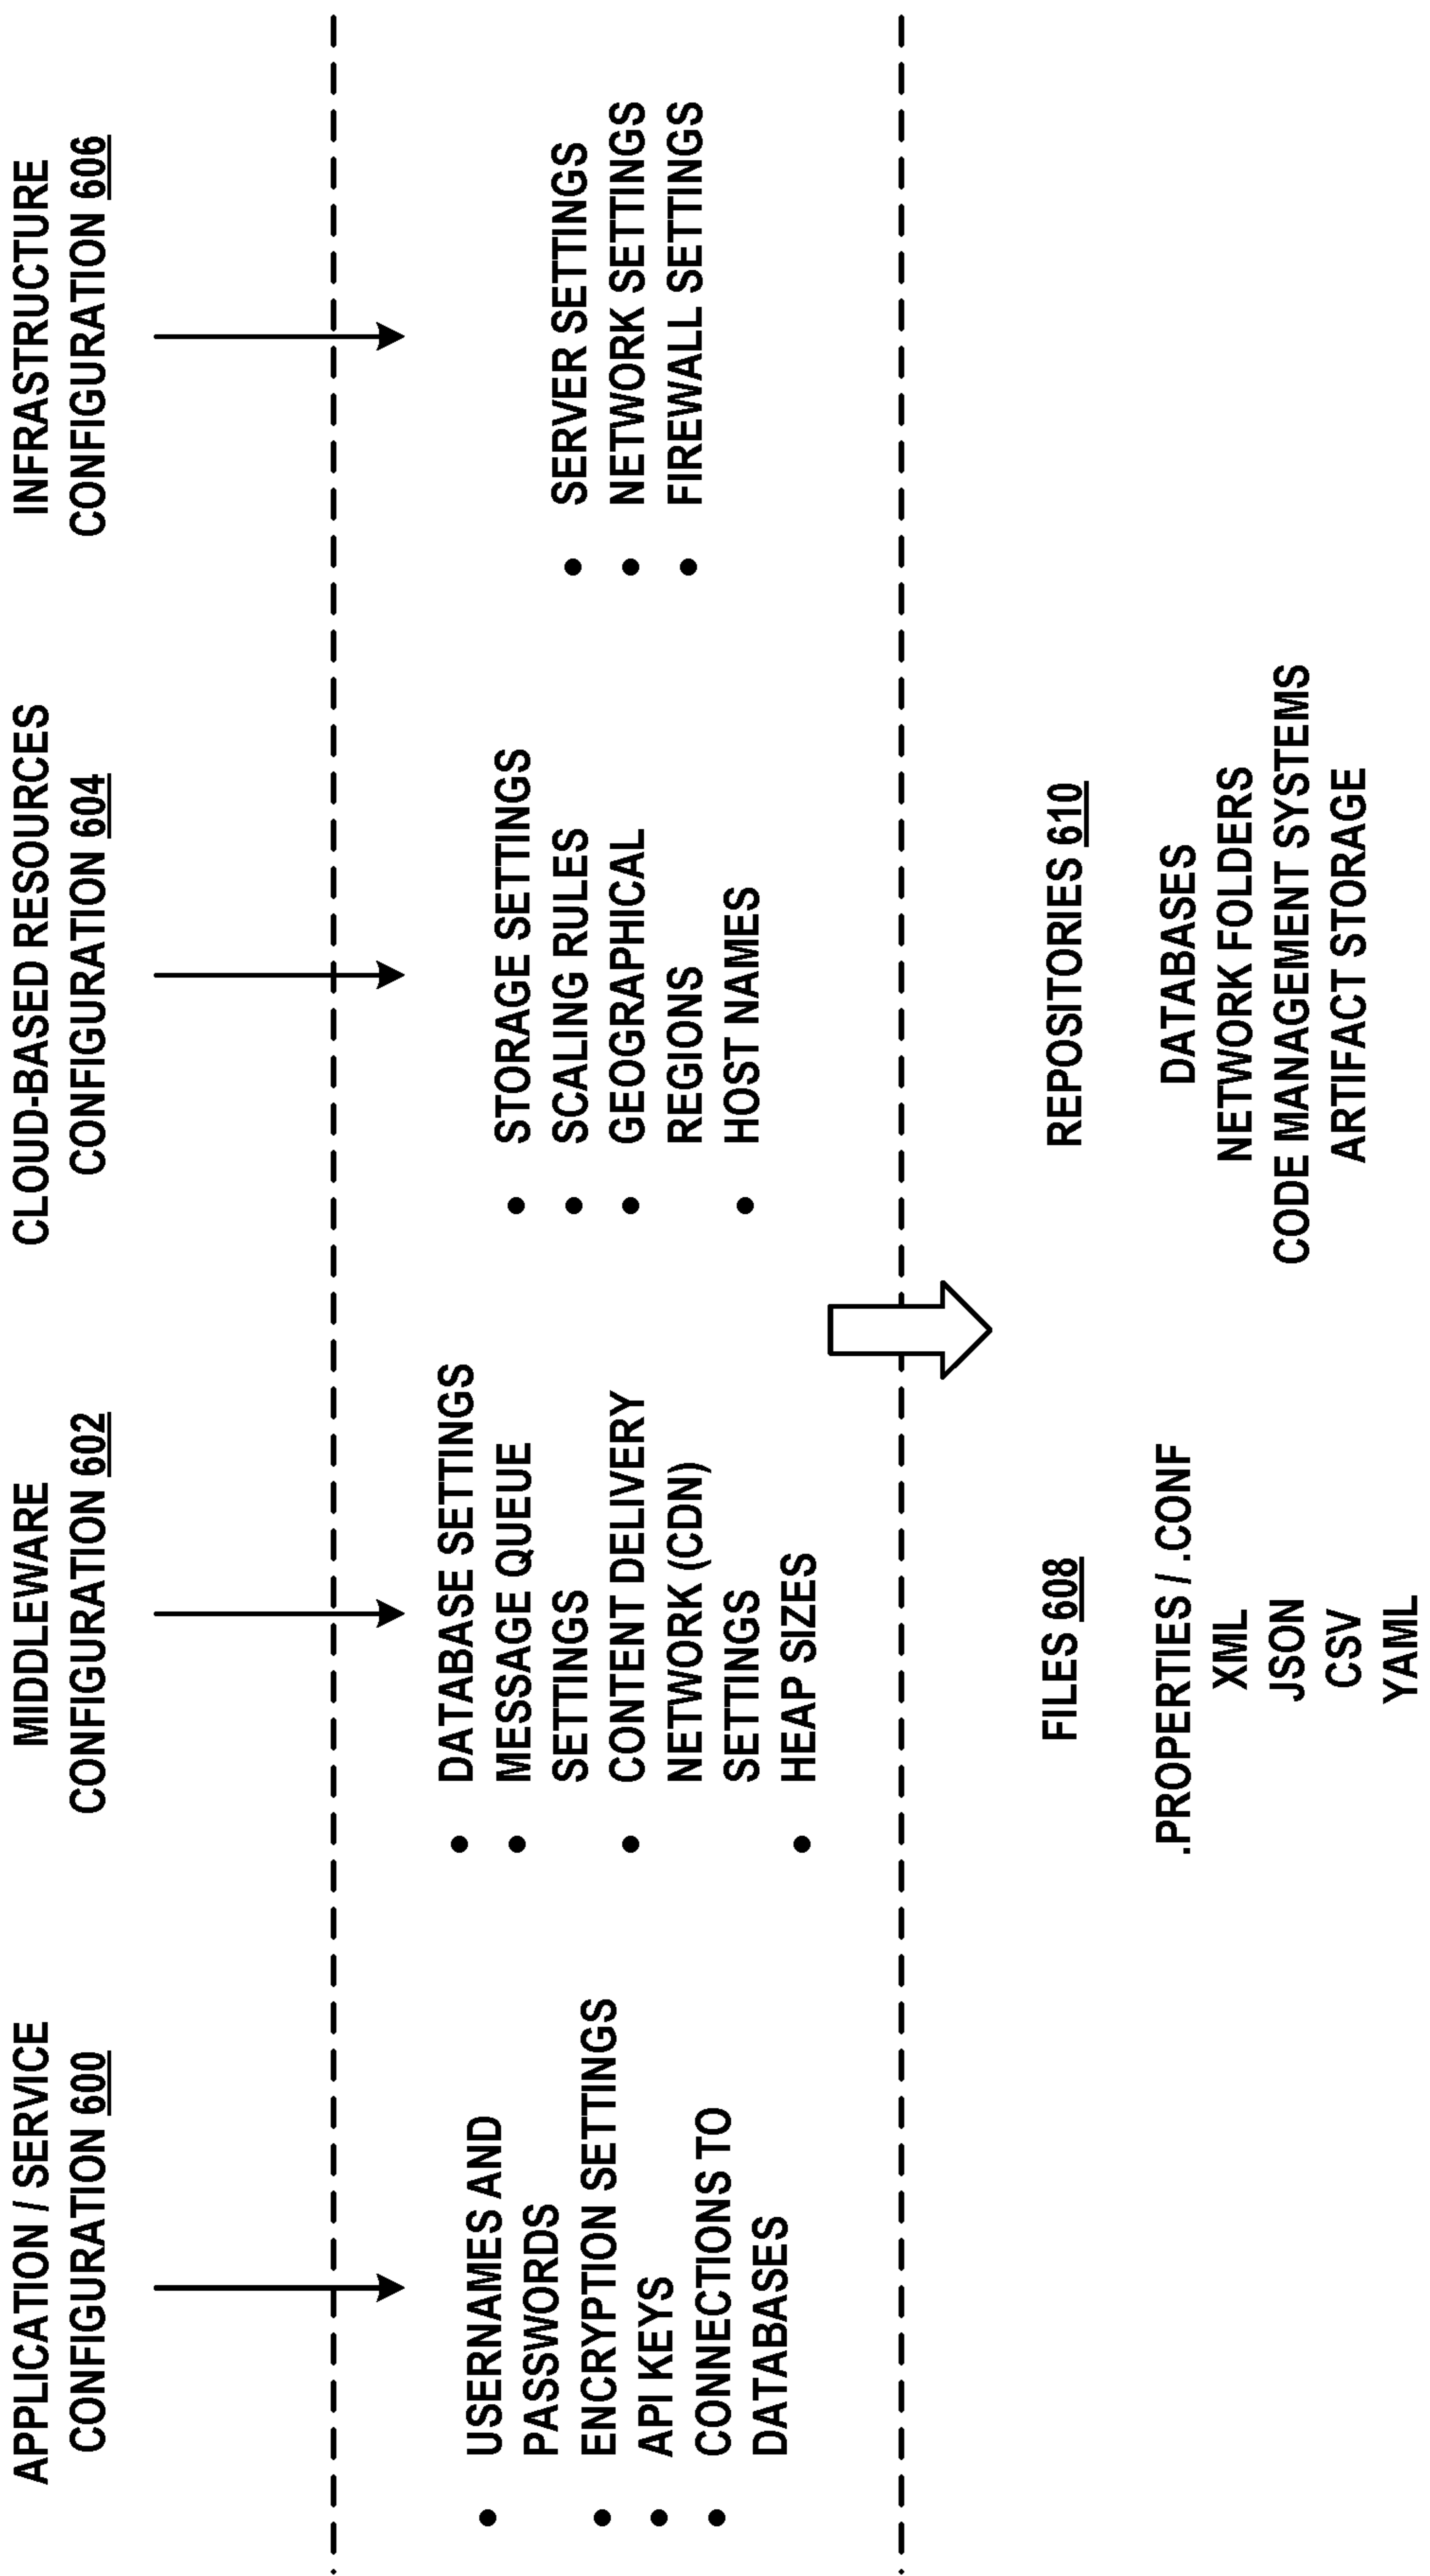 APPLICATION / SERVICE
CONFIGURATION 600
MIDDLEWARE
CONFIGURATION 602
CLOUD-BASED RESOURCES
CONFIGURATION 604
INFRASTRUCTURE
CONFIGURATION 606
• USERNAMES AND
PASSWORDS
• ENCRYPTION SETTINGS
• API KEYS
• CONNECTIONS TO
DATABASES
• DATABASE SETTINGS
• MESSAGE QUEUE
SETTINGS
• CONTENT DELIVERY
NETWORK (CDN)
SETTINGS
• HEAP SIZES
• STORAGE SETTINGS
• SCALING RULES
• GEOGRAPHICAL
REGIONS
• HOST NAMES
• SERVER SETTINGS
• NETWORK SETTINGS
• FIREWALL SETTINGS
FILES 608
.PROPERTIES / .CONF
XML
JSON
CSV
YAML
REPOSITORIES 610
DATABASES
NETWORK FOLDERS
CODE MANAGEMENT SYSTEMS
ARTIFACT STORAGE